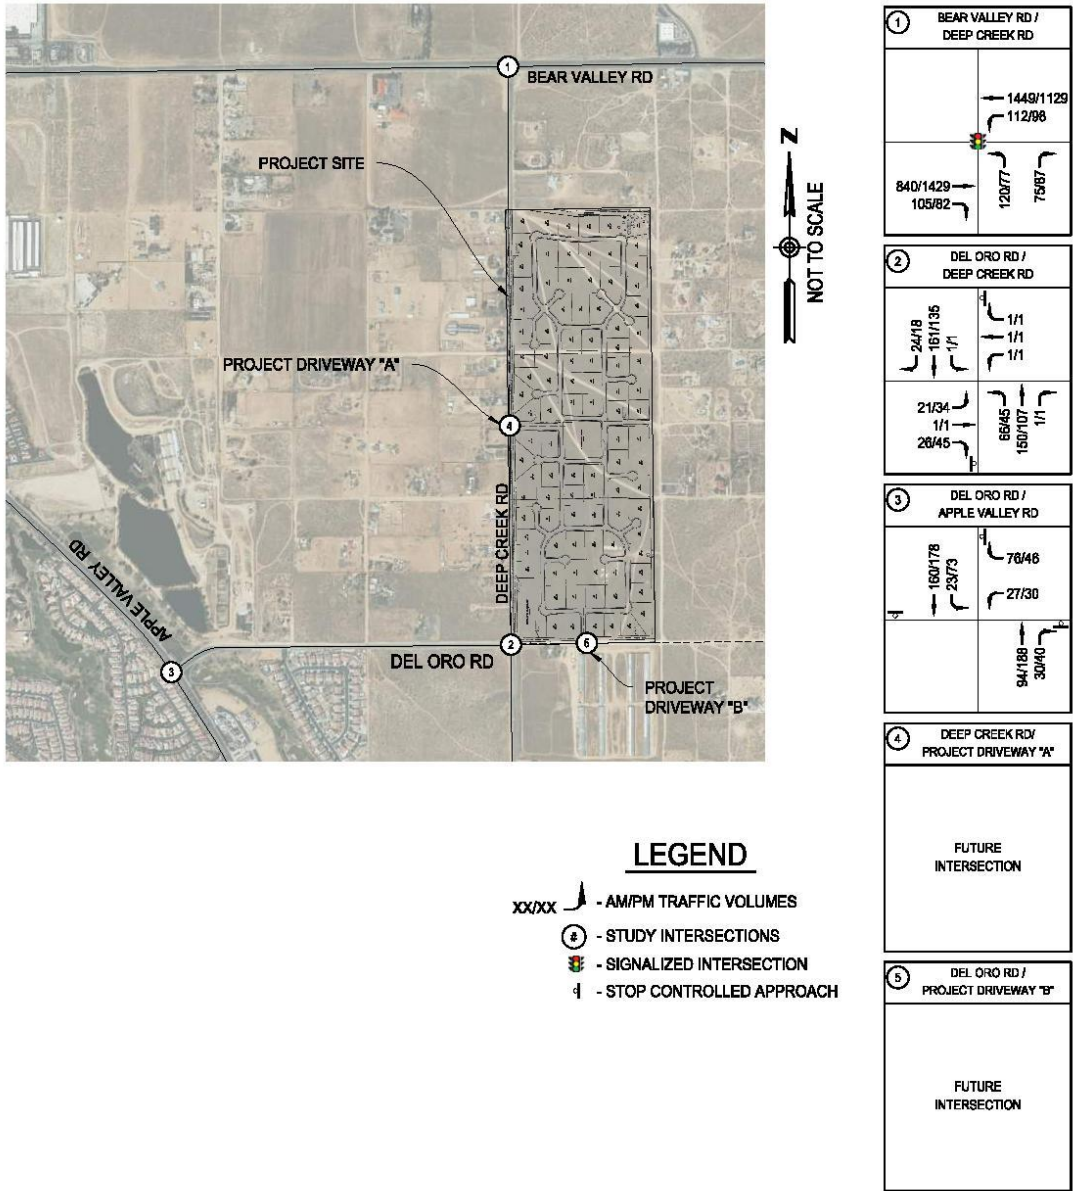 1
BEAR VALLEY RD
PROJECT SITE
PROJECT DRIVEWAY "A"
4
DEEP CREEK RD
APPLE VALLEY RD
3
DEL ORO RD
2
6
PROJECT
DRIVEWAY "B"
Z
NOT TO SCALE
LEGEND
XX/XX - AM/PM TRAFFIC VOLUMES
# - STUDY INTERSECTIONS
- SIGNALIZED INTERSECTION
- STOP CONTROLLED APPROACH
1 BEAR VALLEY RD /
DEEP CREEK RD
1449/1129
112/98
840/1429
105/82
120/77
75/87
2 DEL ORO RD /
DEEP CREEK RD
24/18
161/135
1/1
1/1
1/1
1/1
21/34
1/1
26/45
66/45
150/107
1/1
3 DEL ORO RD /
APPLE VALLEY RD
160/178
23/73
76/46
27/30
94/188
30/40
4 DEEP CREEK RD/
PROJECT DRIVEWAY "A"
FUTURE
INTERSECTION
5 DEL ORO RD /
PROJECT DRIVEWAY "B"
FUTURE
INTERSECTION